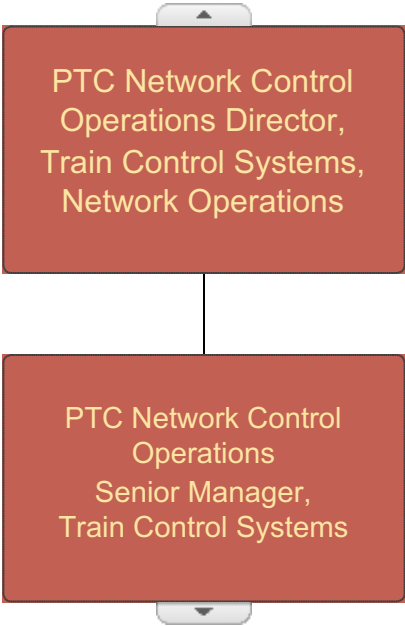 PTC Network Control
Operations Director,
Train Control Systems,
Network Operations
PTC Network Control
Operations
Senior Manager,
Train Control Systems